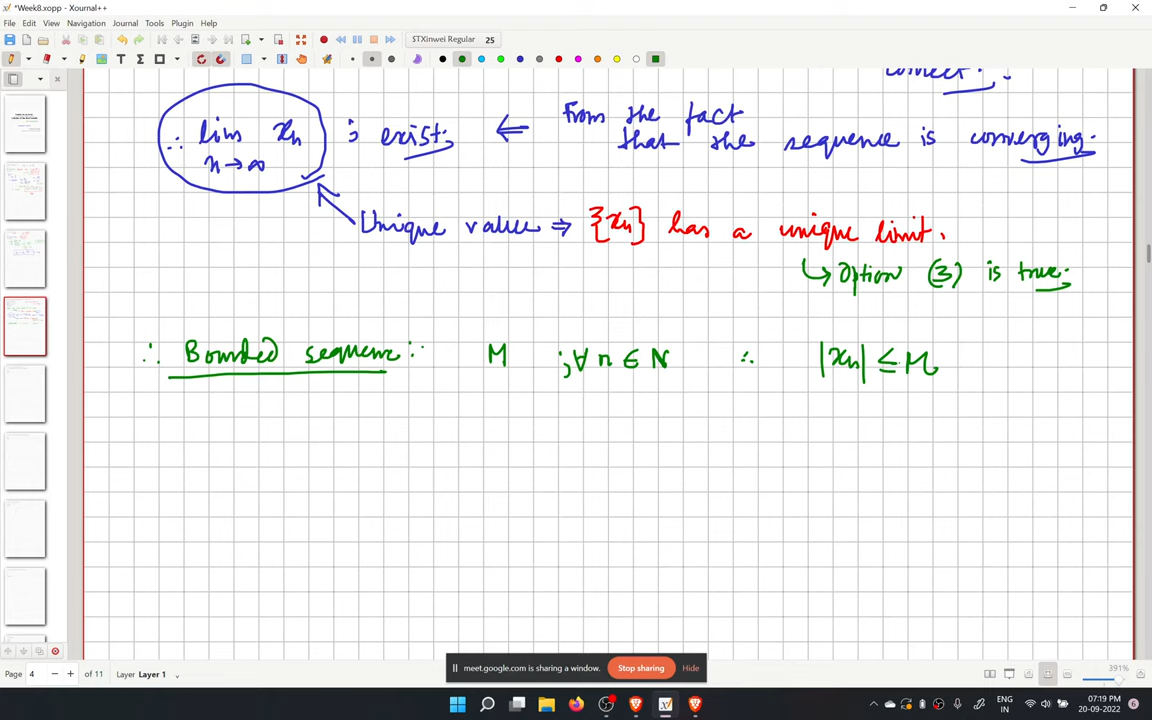 *Week8.xopp - Xournal++
File Edit View Navigation Journal Tools Plugin Help
STXinwei Regular 25
correct.
∴ lim xn ; exist. ← From the fact
n→∞ that the sequence is converging.
Unique value ⇒ {xn} has a unique limit.
↳ Option (3) is true.
∴ Bounded sequence: M ; ∀ n ∈ N ∴ |xn| ≤ M
meet.google.com is sharing a window. Stop sharing Hide
Page 4 of 11 Layer Layer 1
391%
ENG 07:19 PM
IN 20-09-2022